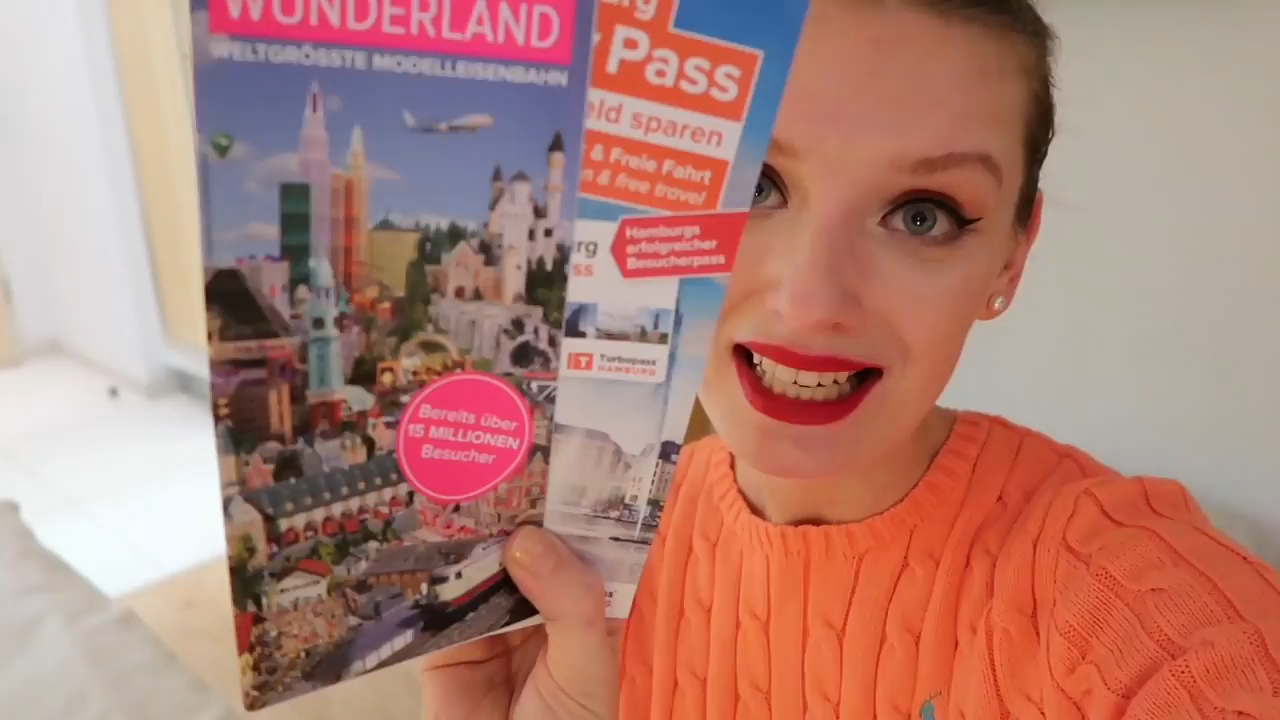 WUNDERLAND
WELTGRÖSSTE MODELLEISENBAHN
Bereits über
15 MILLIONEN
Besucher
Pass
eld sparen
& Freie Fahrt
& free travel
Hamburgs
erfolgreicher
Besucherpass
rg
ss
Turbopass
HAMBURG